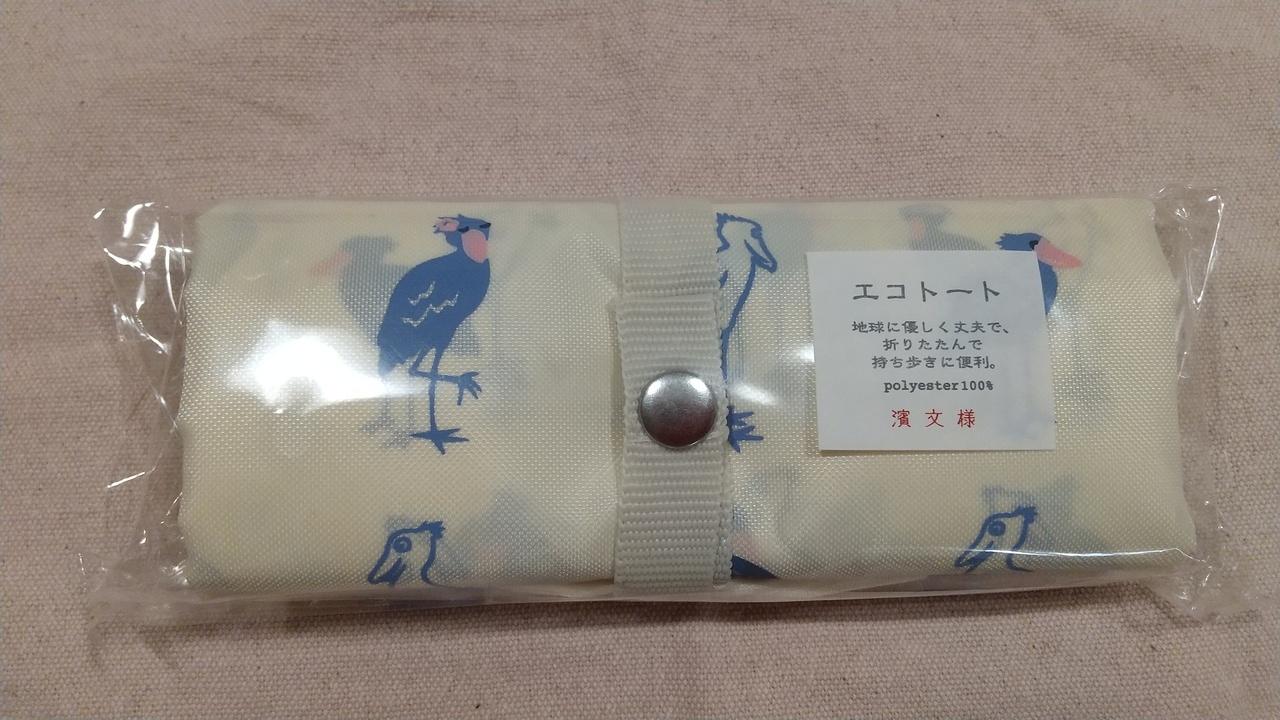 エコトート
地球に優しく丈夫で、
折りたたんで
持ち歩きに便利。
polyester100%
濱文様